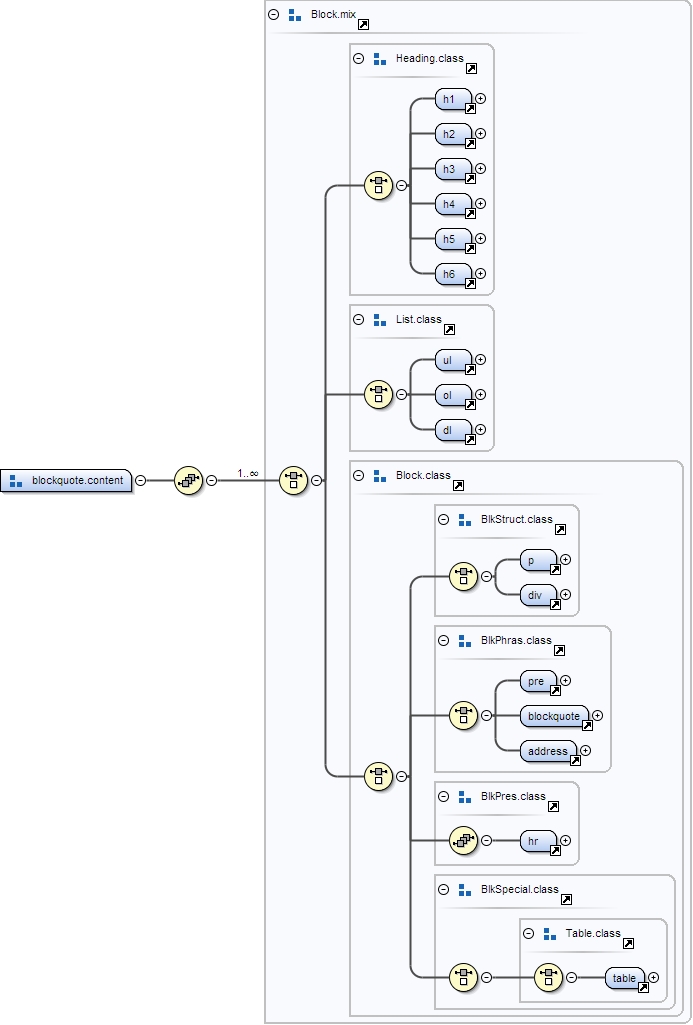 Block.mix
Heading.class
h1
h2
h3
h4
h5
h6
List.class
ul
ol
dl
blockquote.content
1..∞
Block.class
BlkStruct.class
p
div
BlkPhras.class
pre
blockquote
address
BlkPres.class
hr
BlkSpecial.class
Table.class
table